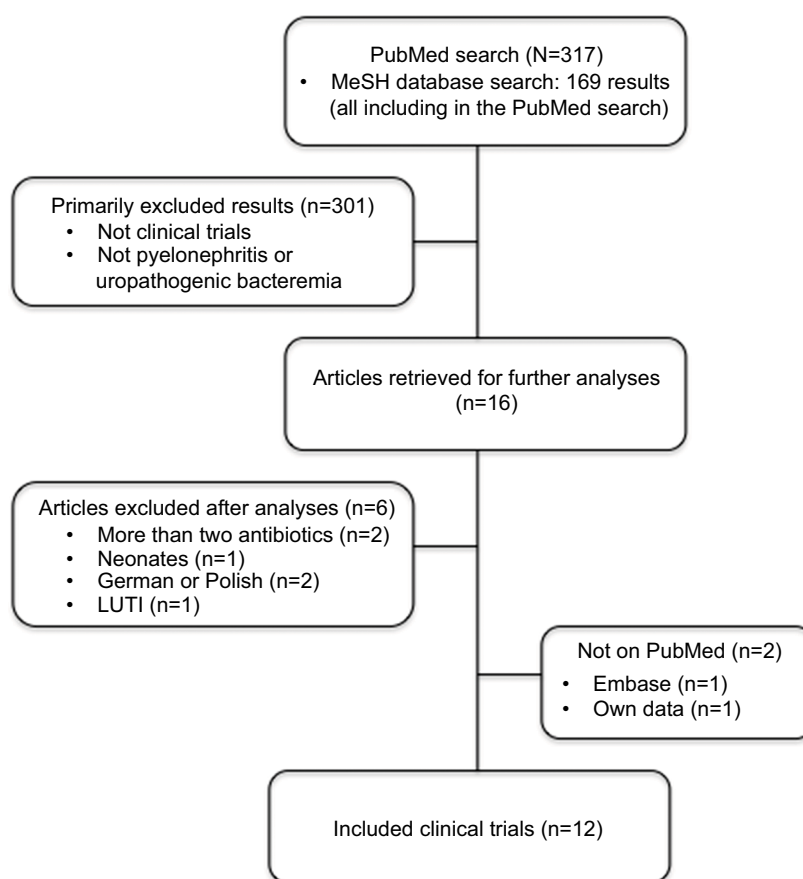 PubMed search (N=317)
• MeSH database search: 169 results
(all including in the PubMed search)
Primarily excluded results (n=301)
• Not clinical trials
• Not pyelonephritis or
uropathogenic bacteremia
Articles retrieved for further analyses
(n=16)
Articles excluded after analyses (n=6)
• More than two antibiotics (n=2)
• Neonates (n=1)
• German or Polish (n=2)
• LUTI (n=1)
Not on PubMed (n=2)
• Embase (n=1)
• Own data (n=1)
Included clinical trials (n=12)